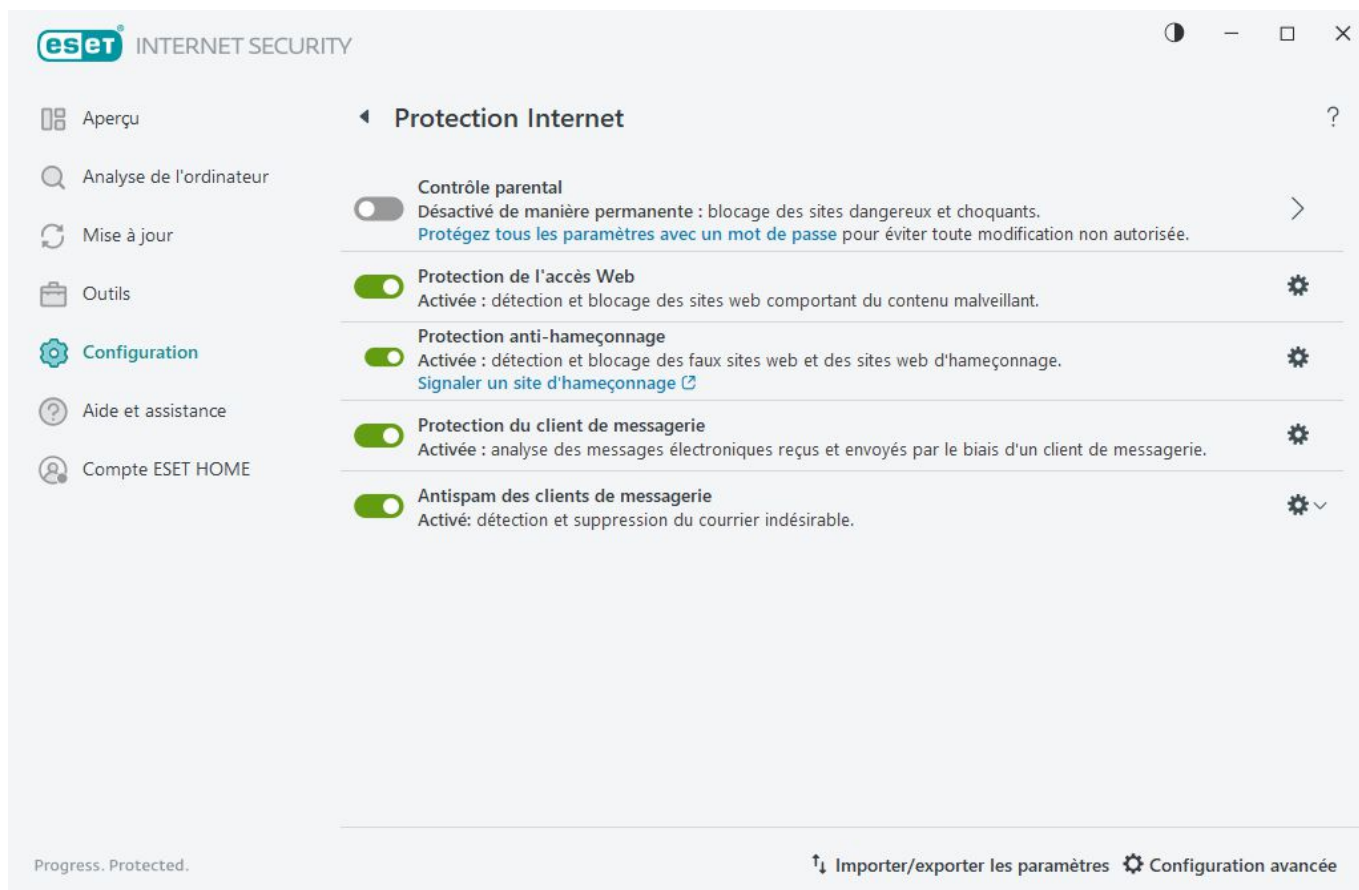 eset® INTERNET SECURITY
Aperçu
Analyse de l'ordinateur
Mise à jour
Outils
Configuration
Aide et assistance
Compte ESET HOME
Protection Internet
?
Contrôle parental
Désactivé de manière permanente : blocage des sites dangereux et choquants.
Protégez tous les paramètres avec un mot de passe pour éviter toute modification non autorisée.
Protection de l'accès Web
Activée : détection et blocage des sites web comportant du contenu malveillant.
Protection anti-hameçonnage
Activée : détection et blocage des faux sites web et des sites web d'hameçonnage.
Signaler un site d'hameçonnage
Protection du client de messagerie
Activée : analyse des messages électroniques reçus et envoyés par le biais d'un client de messagerie.
Antispam des clients de messagerie
Activé: détection et suppression du courrier indésirable.
Progress. Protected.
Importer/exporter les paramètres
Configuration avancée